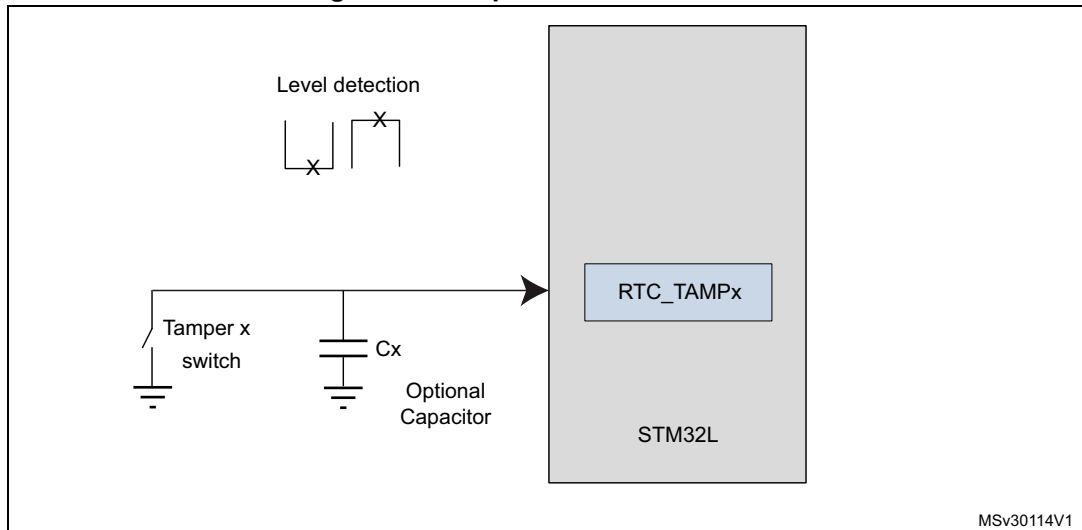 Level detection
X
X
RTC_TAMPx
Tamper x
switch
Cx
Optional
Capacitor
STM32L
MSv30114V1